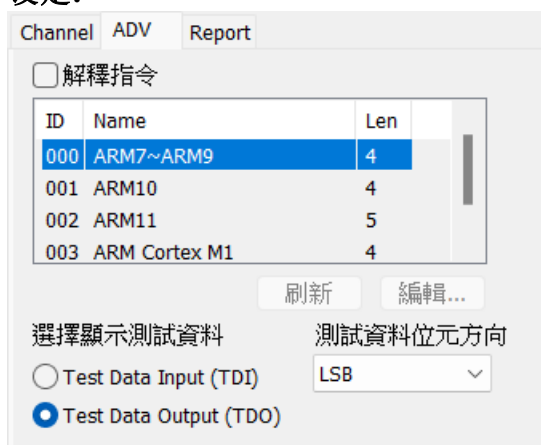 Channel ADV Report
解釋指令
ID Name Len
000 ARM7~ARM9 4
001 ARM10 4
002 ARM11 5
003 ARM Cortex M1 4
刷新 編輯...
選擇顯示測試資料 測試資料位元方向
Test Data Input (TDI) LSB
Test Data Output (TDO)